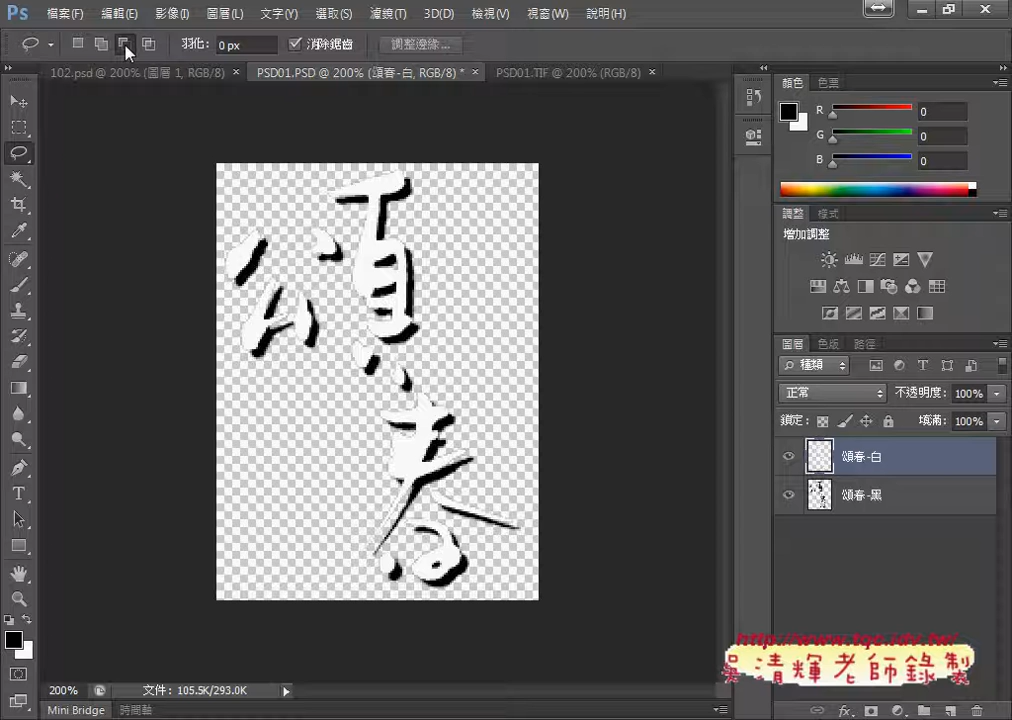 Ps 檔案(F) 編輯(E) 影像(I) 圖層(L) 文字(Y) 選取(S) 濾鏡(T) 3D(D) 檢視(V) 視窗(W) 說明(H)
羽化: 0 px 消除鋸齒 調整邊緣...
102.psd @ 200% (圖層 1, RGB/8) × PSD01.PSD @ 200% (頌春-白, RGB/8) * × PSD01.TIF @ 200% (RGB/8) ×
顏色 色票
R 0
G 0
B 0
調整 樣式
增加調整
頌春
圖層 色版 路徑
種類
正常 不透明度: 100%
鎖定: 填滿: 100%
頌春-白
頌春-黑
http://www.tqc.idv.tw/
吳清輝老師錄製
200% 文件: 105.5K/293.0K
Mini Bridge 時間軸